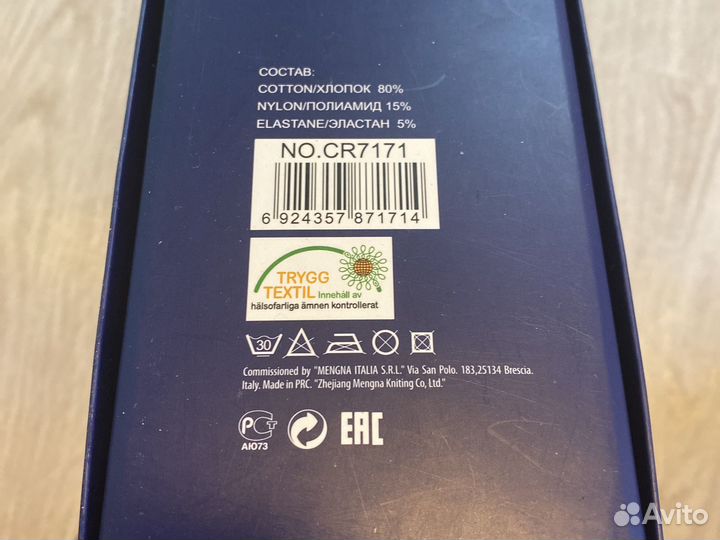 СОСТАВ:
COTTON/ХЛОПОК 80%
NYLON/ПОЛИАМИД 15%
ELASTANE/ЭЛАСТАН 5%
NO.CR7171
6 924357 871714
TRYGG
TEXTIL Innehåll av
hälsofarliga ämnen kontrollerat
30
Commissioned by "MENGNA ITALIA S.R.L." Via San Polo. 183,25134 Brescia.
Italy. Made in PRC. "Zhejiang Mengna Kniting Co, Ltd."
РСТ
АЮ73
EAC
Avito